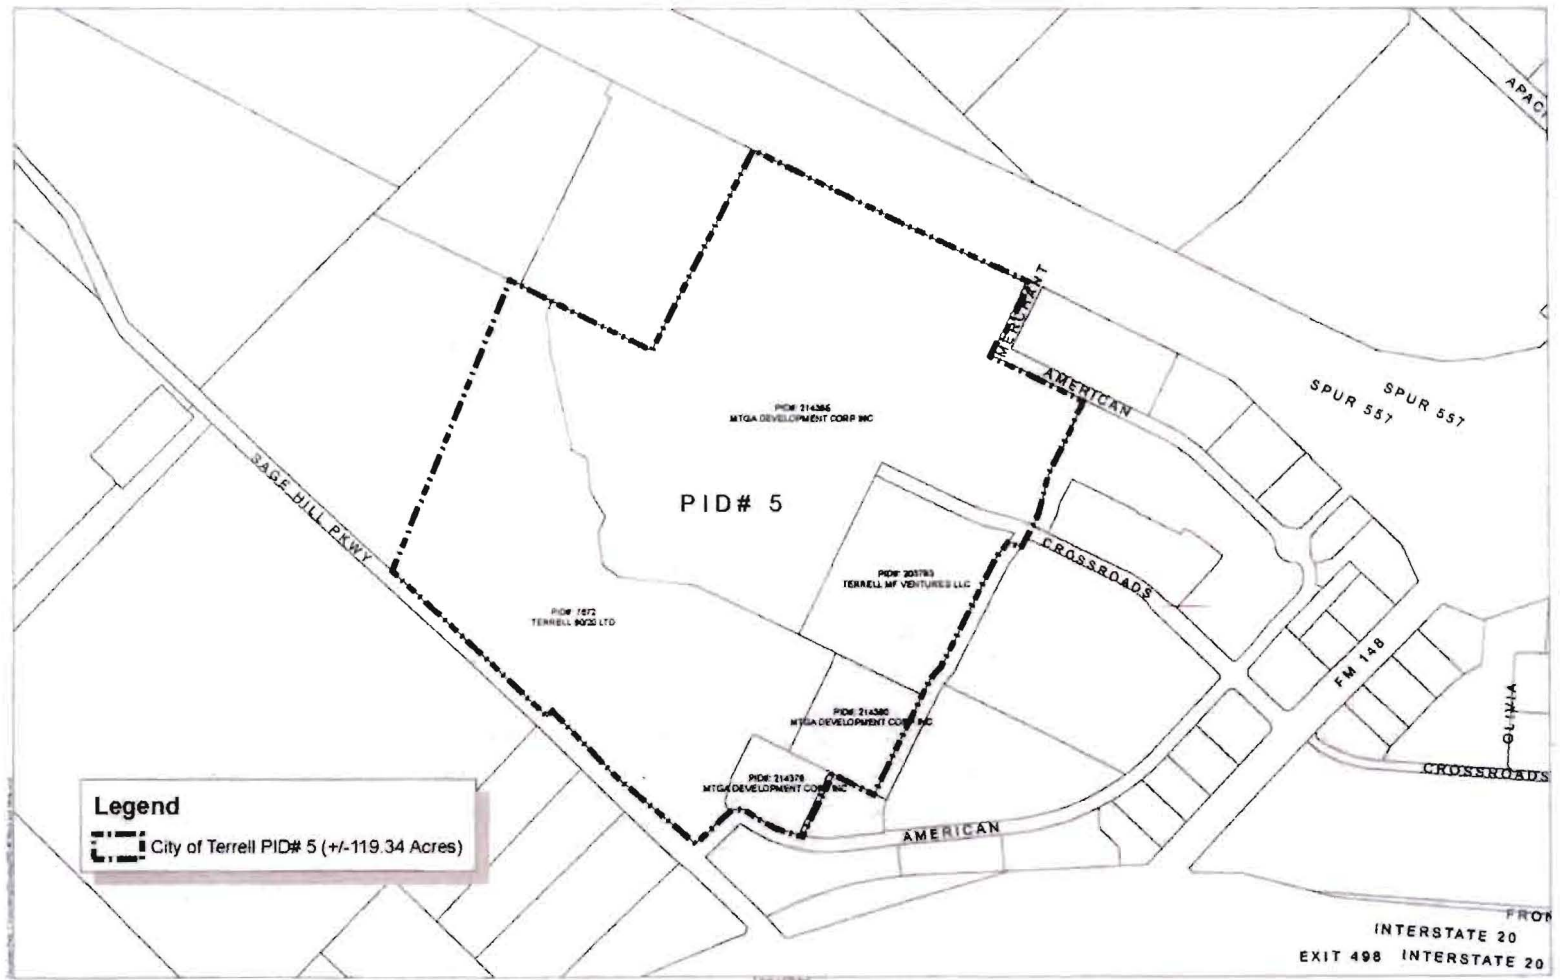 APAC
MERCHANT
AMERICAN
SPUR 557
SPUR 557
PID#: 214386
MTGA DEVELOPMENT CORP INC
SAGE HILL PKWY
PID# 5
CROSSROADS
PID#: 203783
TERRELL MF VENTURES LLC
PID#: 7872
TERRELL 80/20 LTD
FM 148
OLIVIA
PID#: 214380
MTGA DEVELOPMENT CORP INC
CROSSROADS
PID#: 214378
MTGA DEVELOPMENT CORP INC
Legend
City of Terrell PID# 5 (+/-119.34 Acres)
AMERICAN
FRON
INTERSTATE 20
EXIT 498 INTERSTATE 20